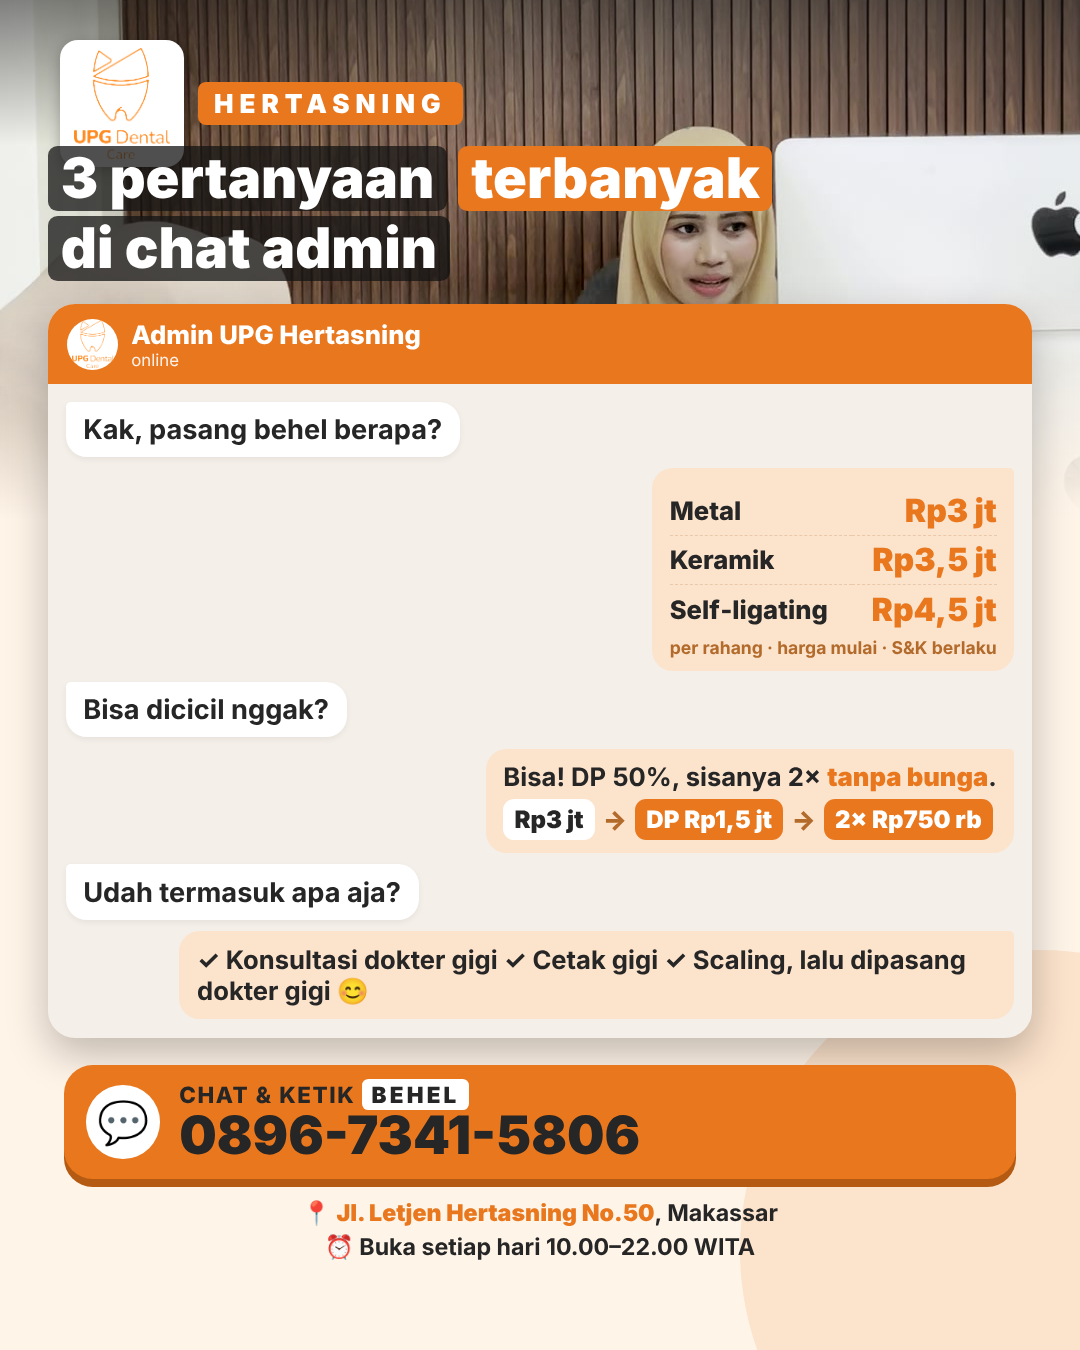 UPG Dental
Care
HERTASNING
3 pertanyaan terbanyak
di chat admin
UPG Dental
Care
Admin UPG Hertasning
online
Kak, pasang behel berapa?
Metal Rp3 jt
Keramik Rp3,5 jt
Self-ligating Rp4,5 jt
per rahang · harga mulai · S&K berlaku
Bisa dicicil nggak?
Bisa! DP 50%, sisanya 2× tanpa bunga.
Rp3 jt → DP Rp1,5 jt → 2× Rp750 rb
Udah termasuk apa aja?
✓ Konsultasi dokter gigi ✓ Cetak gigi ✓ Scaling, lalu dipasang
dokter gigi 😊
CHAT & KETIK BEHEL
0896-7341-5806
📍 Jl. Letjen Hertasning No.50, Makassar
⏰ Buka setiap hari 10.00–22.00 WITA